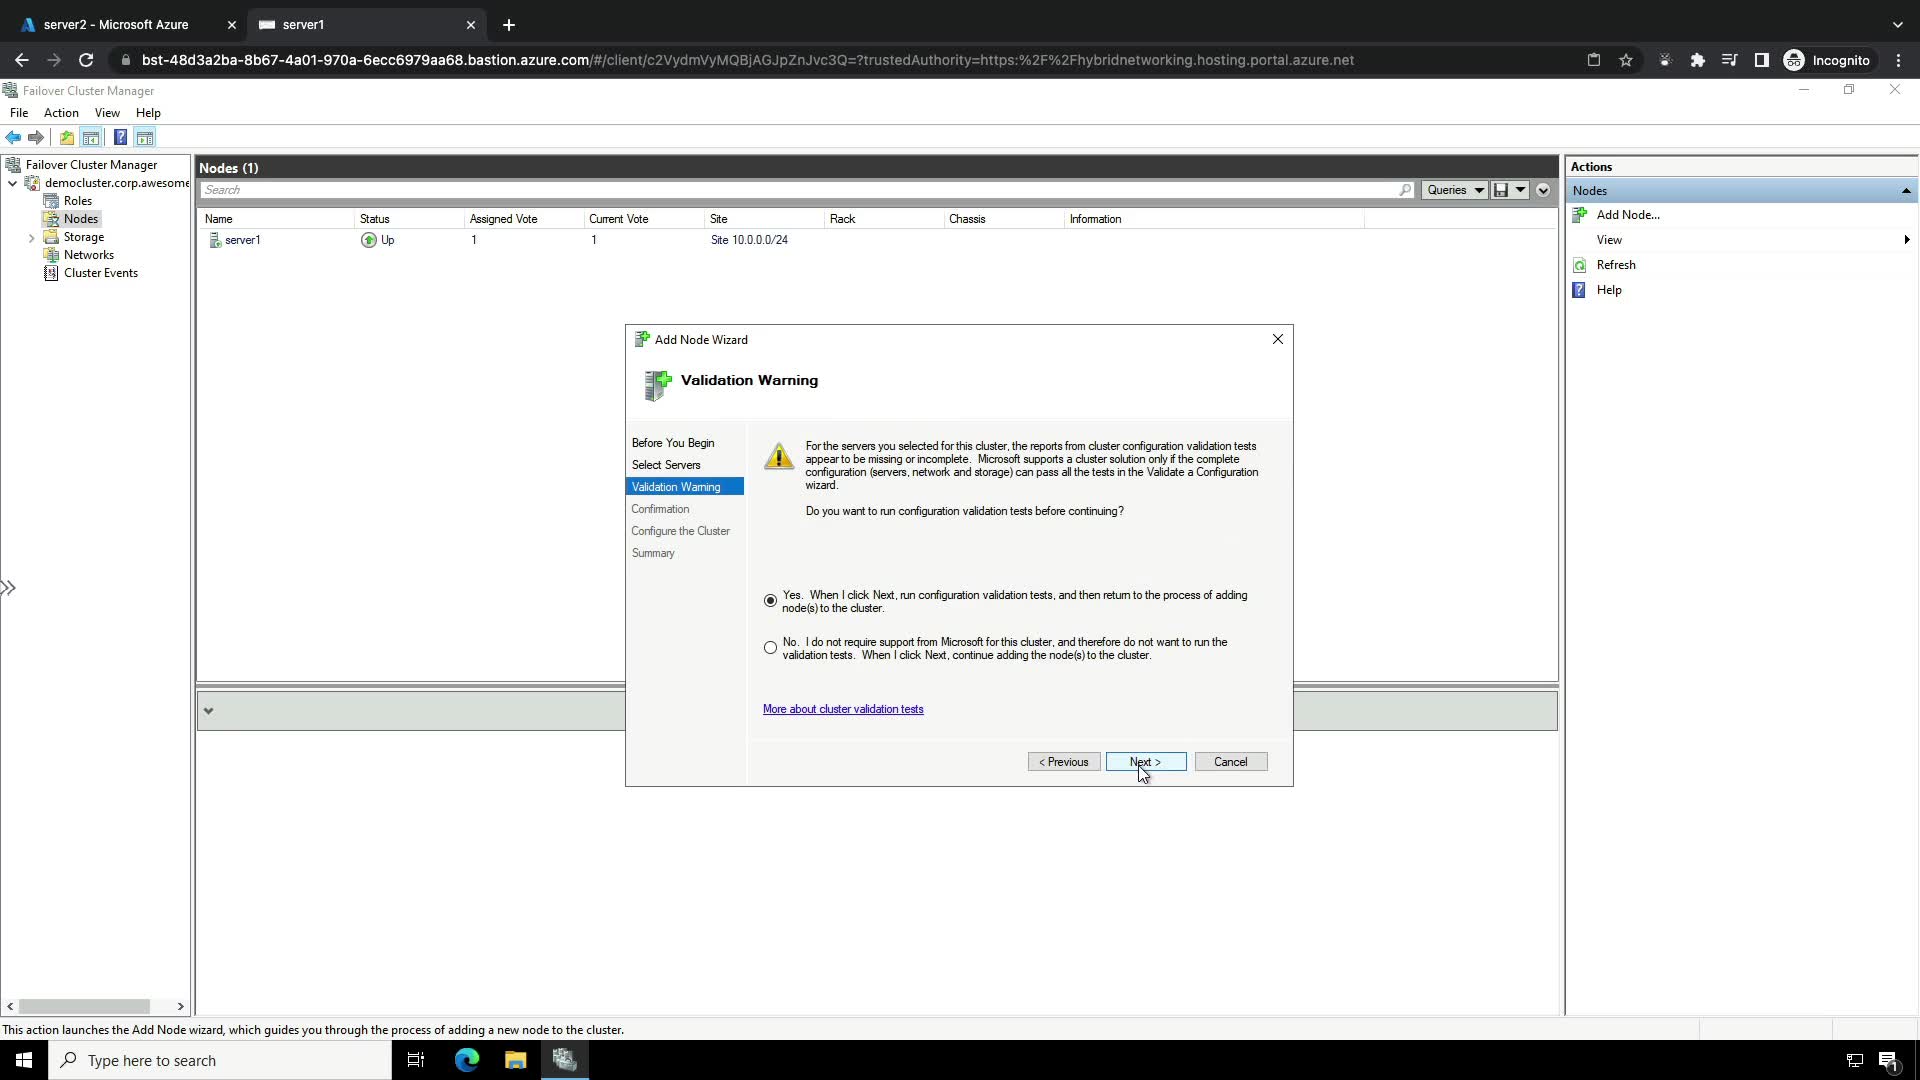 server2 - Microsoft Azure
server1
bst-48d3a2ba-8b67-4a01-970a-6ecc6979aa68.bastion.azure.com/#/client/c2VydmVyMQBjAGJpZnJvc3Q=?trustedAuthority=https:%2F%2Fhybridnetworking.hosting.portal.azure.net
Incognito
Failover Cluster Manager
File Action View Help
Failover Cluster Manager
democluster.corp.awesome
Roles
Nodes
Storage
Networks
Cluster Events
Nodes (1)
Search
Queries
Name Status Assigned Vote Current Vote Site Rack Chassis Information
server1 Up 1 1 Site 10.0.0.0/24
Actions
Nodes
Add Node...
View
Refresh
Help
Add Node Wizard
Validation Warning
Before You Begin
Select Servers
Validation Warning
Confirmation
Configure the Cluster
Summary
For the servers you selected for this cluster, the reports from cluster configuration validation tests
appear to be missing or incomplete. Microsoft supports a cluster solution only if the complete
configuration (servers, network and storage) can pass all the tests in the Validate a Configuration
wizard.
Do you want to run configuration validation tests before continuing?
Yes. When I click Next, run configuration validation tests, and then return to the process of adding
node(s) to the cluster.
No. I do not require support from Microsoft for this cluster, and therefore do not want to run the
validation tests. When I click Next, continue adding the node(s) to the cluster.
More about cluster validation tests
< Previous
Next >
Cancel
This action launches the Add Node wizard, which guides you through the process of adding a new node to the cluster.
Type here to search
1